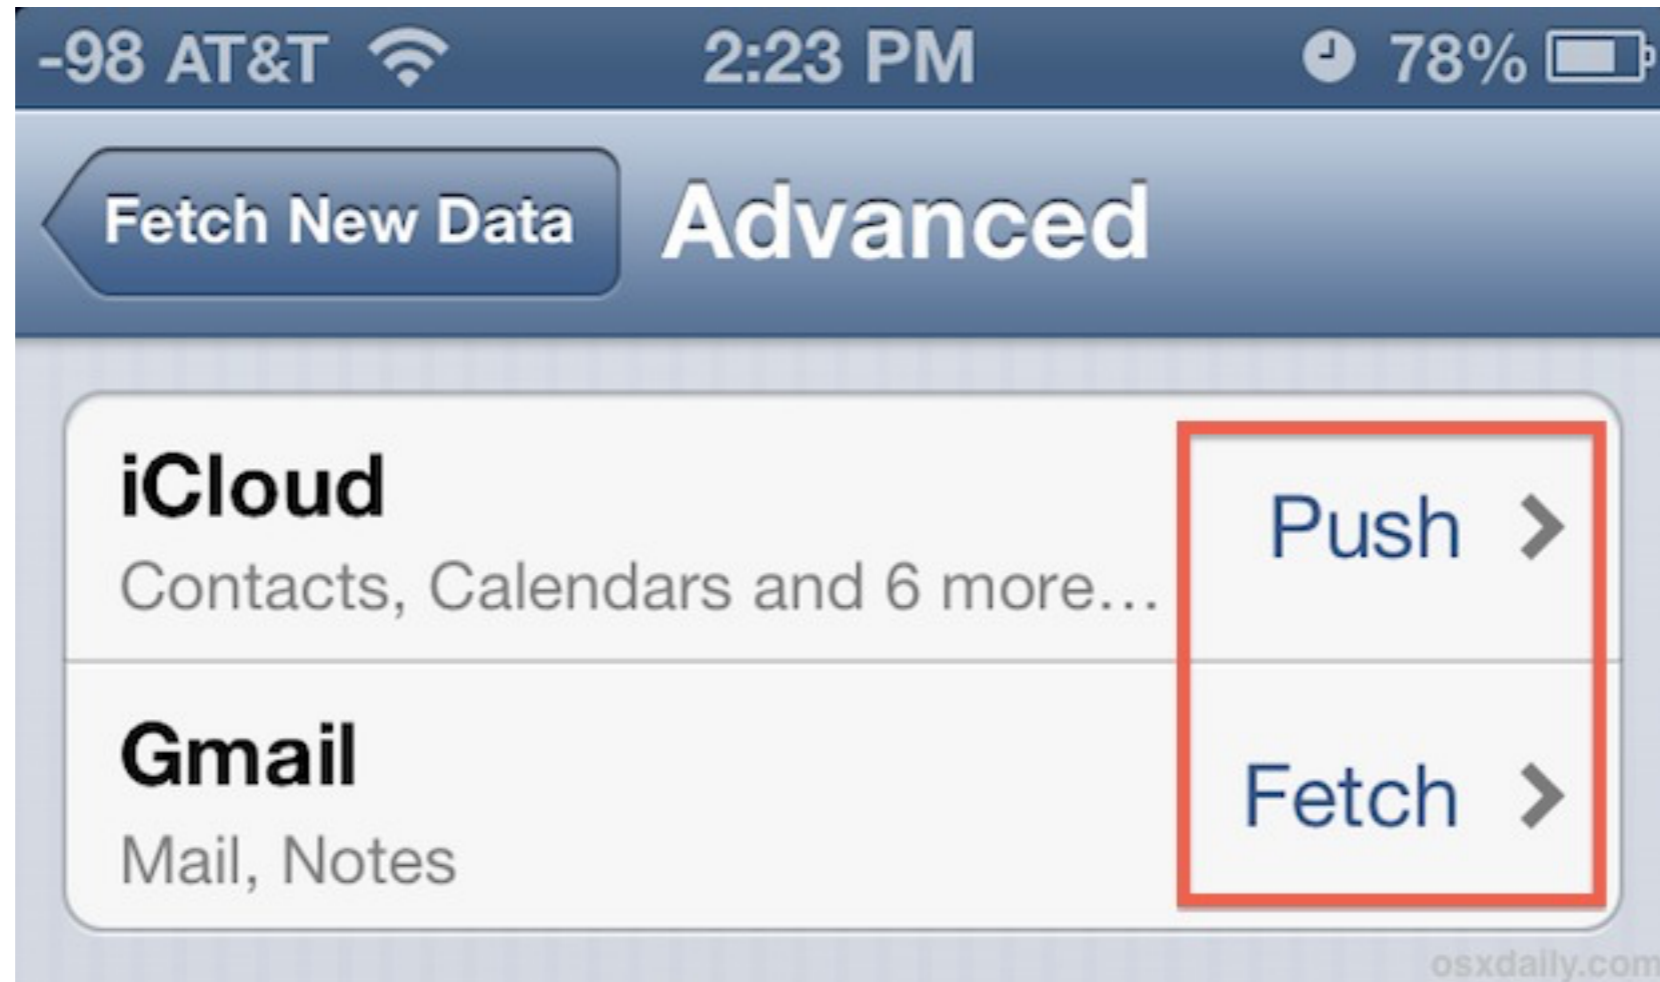 -98 AT&T 2:23 PM 78%
Fetch New Data Advanced
iCloud Push
Contacts, Calendars and 6 more...
Gmail Fetch
Mail, Notes
osxdaily.com